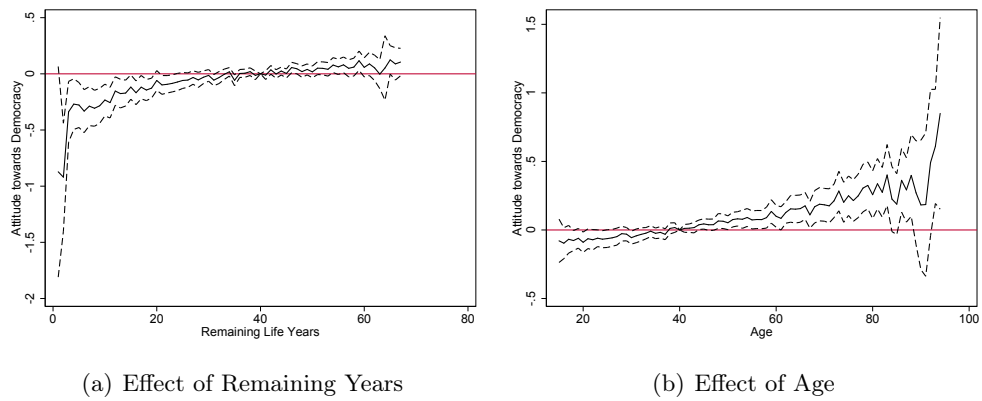 Attitude towards Democracy
.5
0
-.5
-1
-1.5
-2
0 20 40 60 80
Remaining Life Years
(a) Effect of Remaining Years
Attitude towards Democracy
1.5
1
.5
0
-.5
20 40 60 80 100
Age
(b) Effect of Age